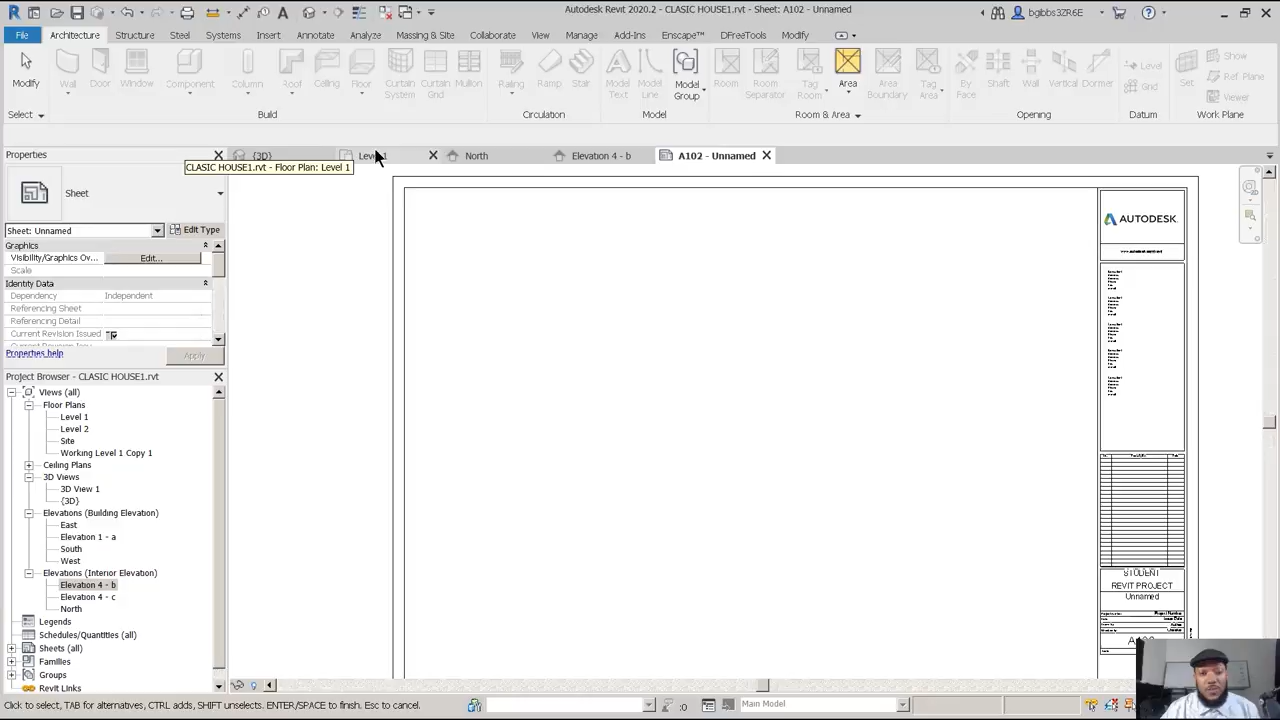 Autodesk Revit 2020.2 - CLASIC HOUSE1.rvt - Sheet: A102 - Unnamed
bgibbs3ZR6E
File Architecture Structure Steel Systems Insert Annotate Analyze Massing & Site Collaborate View Manage Add-Ins Enscape™ DFreeTools Modify
Modify Wall Door Window Component Column Roof Ceiling Floor Curtain System Curtain Grid Mullion Railing Ramp Stair Model Text Model Line Model Group Room Room Separator Tag Room Area Area Boundary Tag Area By Face Shaft Wall Vertical Dormer Level Grid Set Show Ref Plane Viewer
Select Build Circulation Model Room & Area Opening Datum Work Plane
Properties
{3D} North Elevation 4 - b A102 - Unnamed
CLASIC HOUSE1.rvt - Floor Plan: Level 1
Sheet
Sheet: Unnamed Edit Type
Graphics
Visibility/Graphics Ov... Edit...
Scale
Identity Data
Dependency Independent
Referencing Sheet
Referencing Detail
Current Revision Issued
Properties help Apply
Project Browser - CLASIC HOUSE1.rvt
Views (all)
Floor Plans
Level 1
Level 2
Site
Working Level 1 Copy 1
Ceiling Plans
3D Views
3D View 1
{3D}
Elevations (Building Elevation)
East
Elevation 1 - a
South
West
Elevations (Interior Elevation)
Elevation 4 - b
Elevation 4 - c
North
Legends
Schedules/Quantities (all)
Sheets (all)
Families
Groups
Revit Links
AUTODESK.
STUDENT
REVIT PROJECT
Unnamed
Project Number
Click to select, TAB for alternatives, CTRL adds, SHIFT unselects. ENTER/SPACE to finish. Esc to cancel.
:0
Main Model